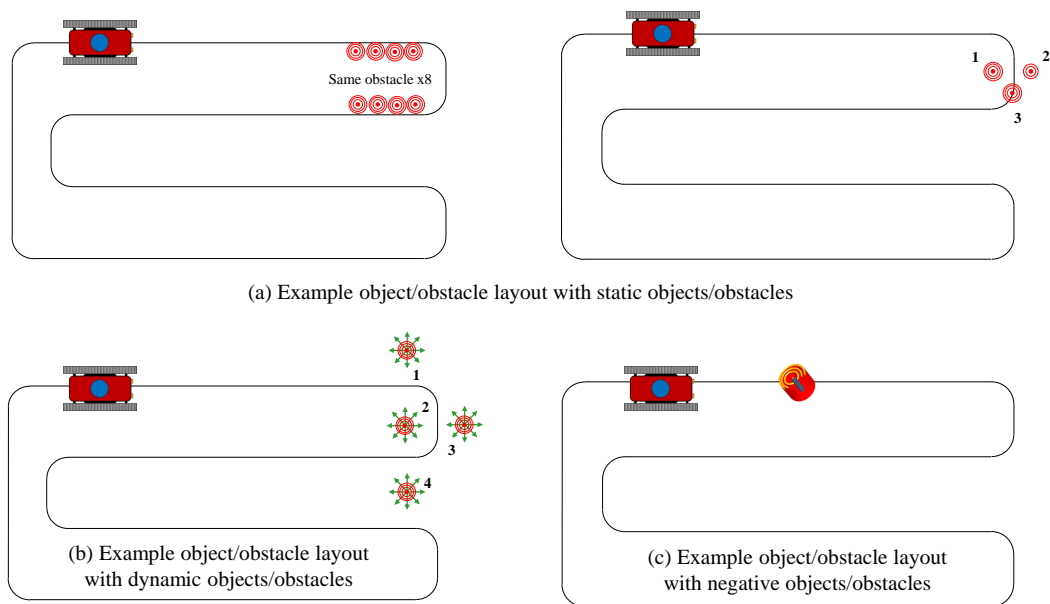 Same obstacle x8
1
2
3
(a) Example object/obstacle layout with static objects/obstacles
1
2
3
4
(b) Example object/obstacle layout
with dynamic objects/obstacles
(c) Example object/obstacle layout
with negative objects/obstacles